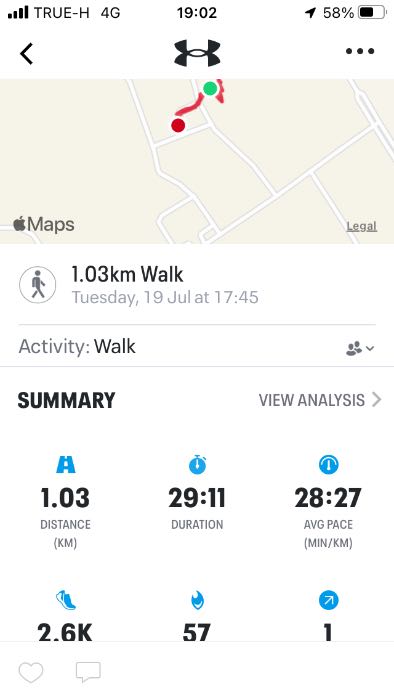 TRUE-H 4G 19:02 58%
Maps
Legal
1.03km Walk
Tuesday, 19 Jul at 17:45
Activity: Walk
SUMMARY VIEW ANALYSIS
1.03 29:11 28:27
DISTANCE DURATION AVG PACE
(KM) (MIN/KM)
2.6K 57 1